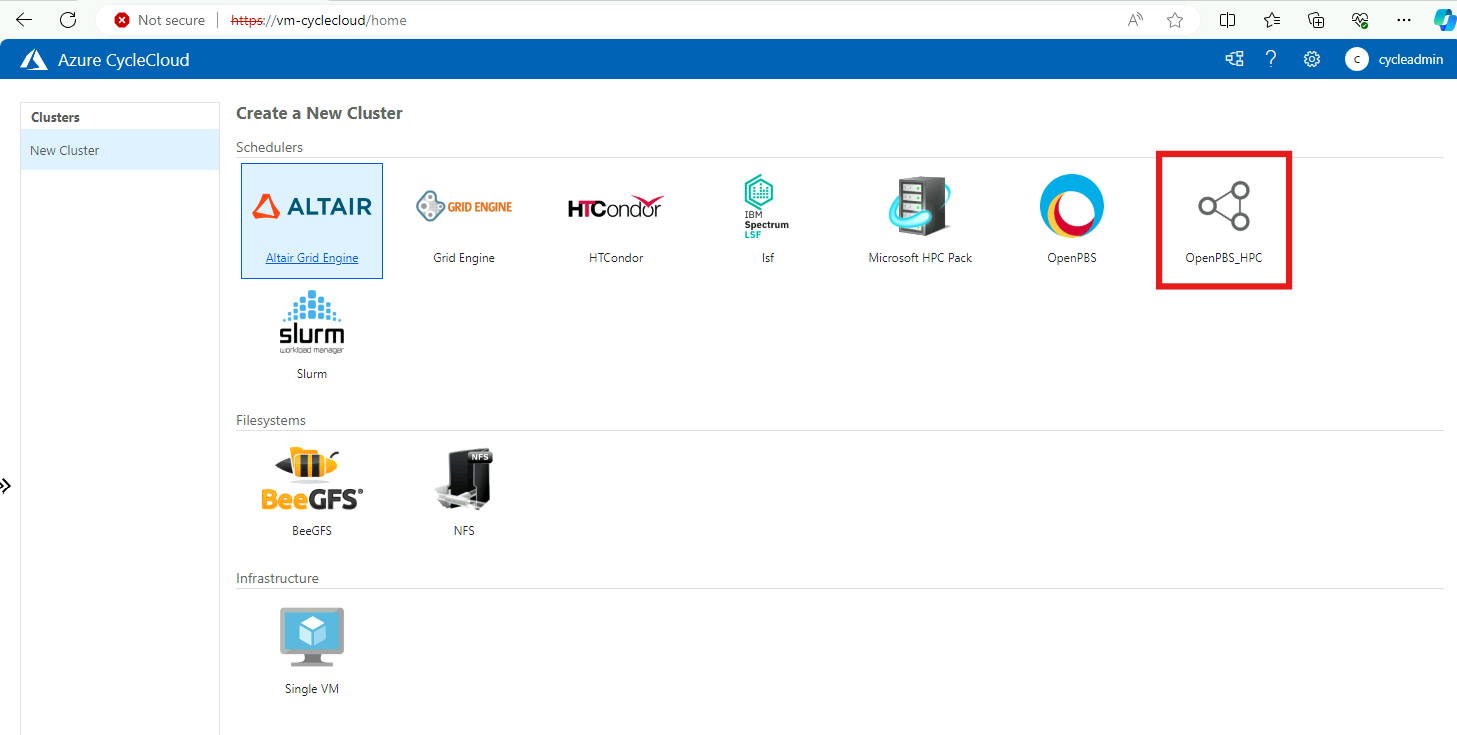 Not secure https://vm-cyclecloud/home
Azure CycleCloud
? C cycleadmin
Clusters
New Cluster
Create a New Cluster
Schedulers
ALTAIR
Altair Grid Engine
GRID ENGINE
Grid Engine
HTCondor
HTCondor
IBM
Spectrum
LSF
lsf
Microsoft HPC Pack
OpenPBS
OpenPBS_HPC
slurm
workload manager
Slurm
Filesystems
BeeGFS®
BeeGFS
NFS
NFS
Infrastructure
Single VM